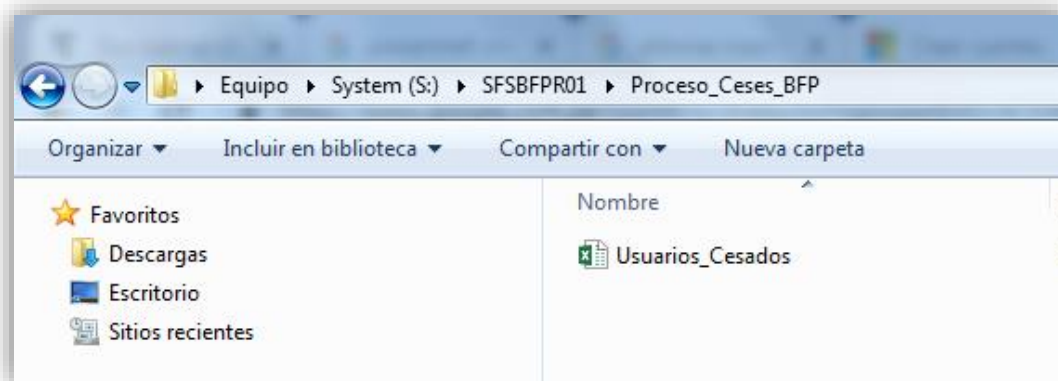 Equipo ▸ System (S:) ▸ SFSBFPR01 ▸ Proceso_Ceses_BFP
Organizar Incluir en biblioteca Compartir con Nueva carpeta
Favoritos
Descargas
Escritorio
Sitios recientes
Nombre
Usuarios_Cesados